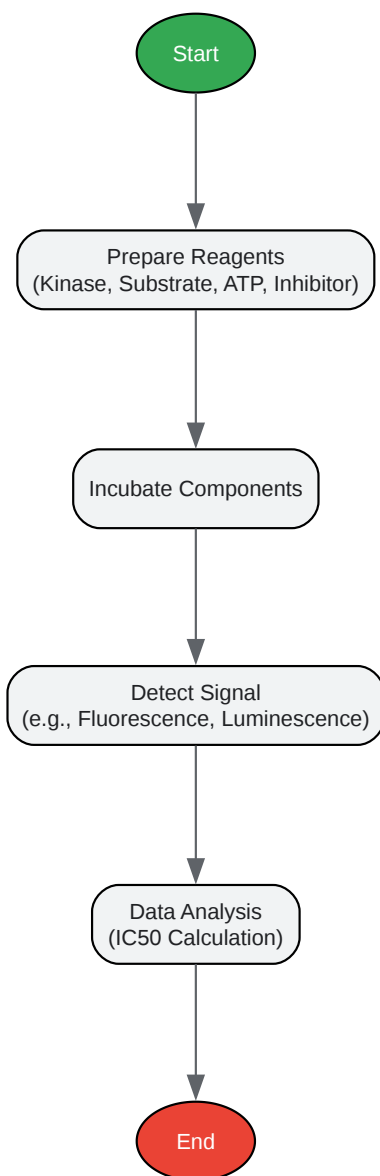 Start
Prepare Reagents
(Kinase, Substrate, ATP, Inhibitor)
Incubate Components
Detect Signal
(e.g., Fluorescence, Luminescence)
Data Analysis
(IC50 Calculation)
End